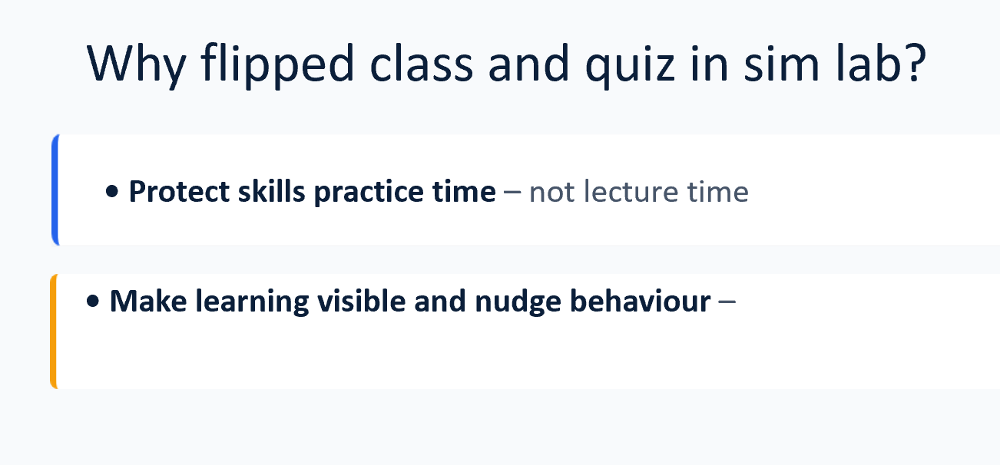 Why flipped class and quiz in sim lab?
• Protect skills practice time – not lecture time
• Make learning visible and nudge behaviour –